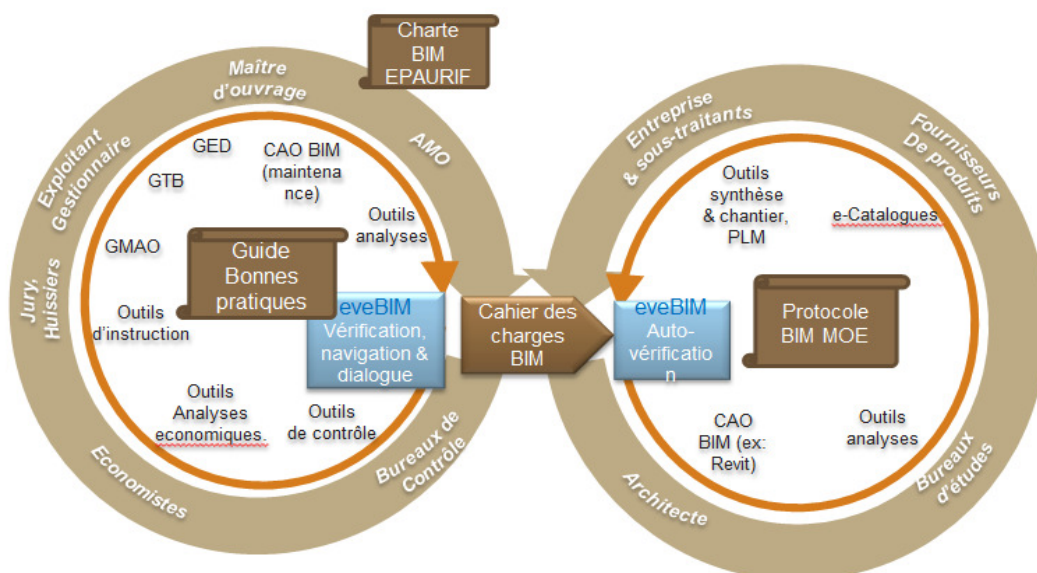 Charte
BIM
EPAURIF
Maître
d'ouvrage
AMO
Exploitant
Gestionnaire
Jury,
Huissiers
Economistes
Bureaux de
Contrôle
GED
CAO BIM
(maintena
nce)
GTB
Outils
analyses
GMAO
Guide
Bonnes
pratiques
Outils
d'instruction
eveBIM
Vérification,
navigation &
dialogue
Outils
Analyses
economiques.
Outils
de contrôle
Cahier des
charges
BIM
Entreprise
& sous-traitants
Fournisseurs
De produits
Outils
synthèse
& chantier,
PLM
e-Catalogues.
eveBIM
Auto-
vérificatio
n
Protocole
BIM MOE
CAO
BIM (ex:
Revit)
Outils
analyses
Architecte
Bureaux
d'études